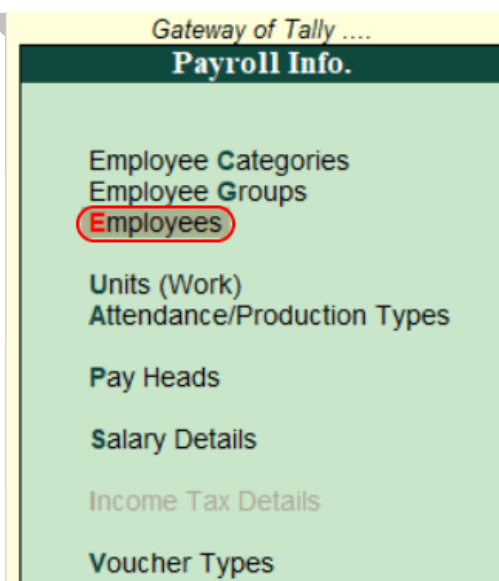 Gateway of Tally ....
Payroll Info.
Employee Categories
Employee Groups
Employees
Units (Work)
Attendance/Production Types
Pay Heads
Salary Details
Income Tax Details
Voucher Types